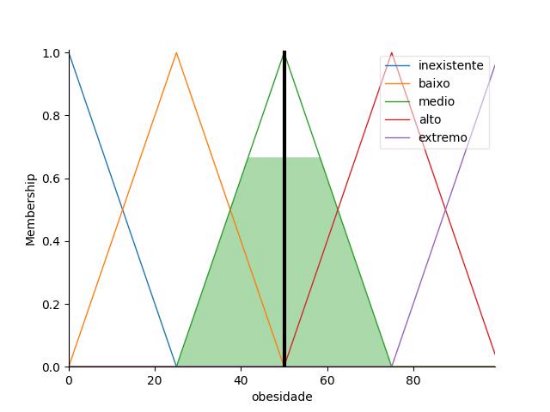 1.0
0.8
0.6
0.4
0.2
0.0
Membership
inexistente
baixo
medio
alto
extremo
0 20 40 60 80
obesidade